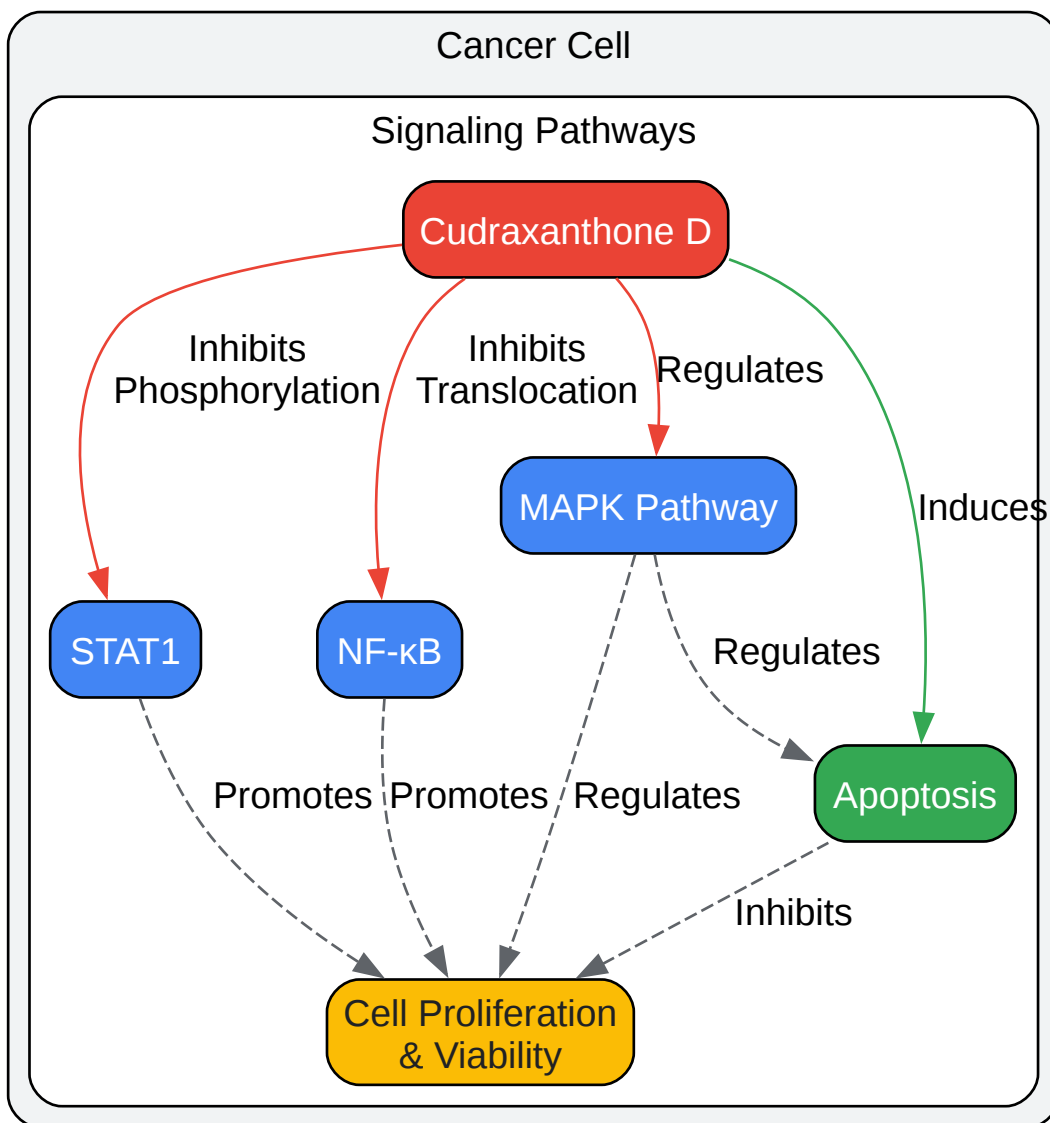 Cancer Cell
Signaling Pathways
Cudraxanthone D
Inhibits
Phosphorylation
Inhibits
Translocation
Regulates
MAPK Pathway
Induces
STAT1
NF-κB
Regulates
Promotes
Promotes
Regulates
Apoptosis
Inhibits
Cell Proliferation
& Viability